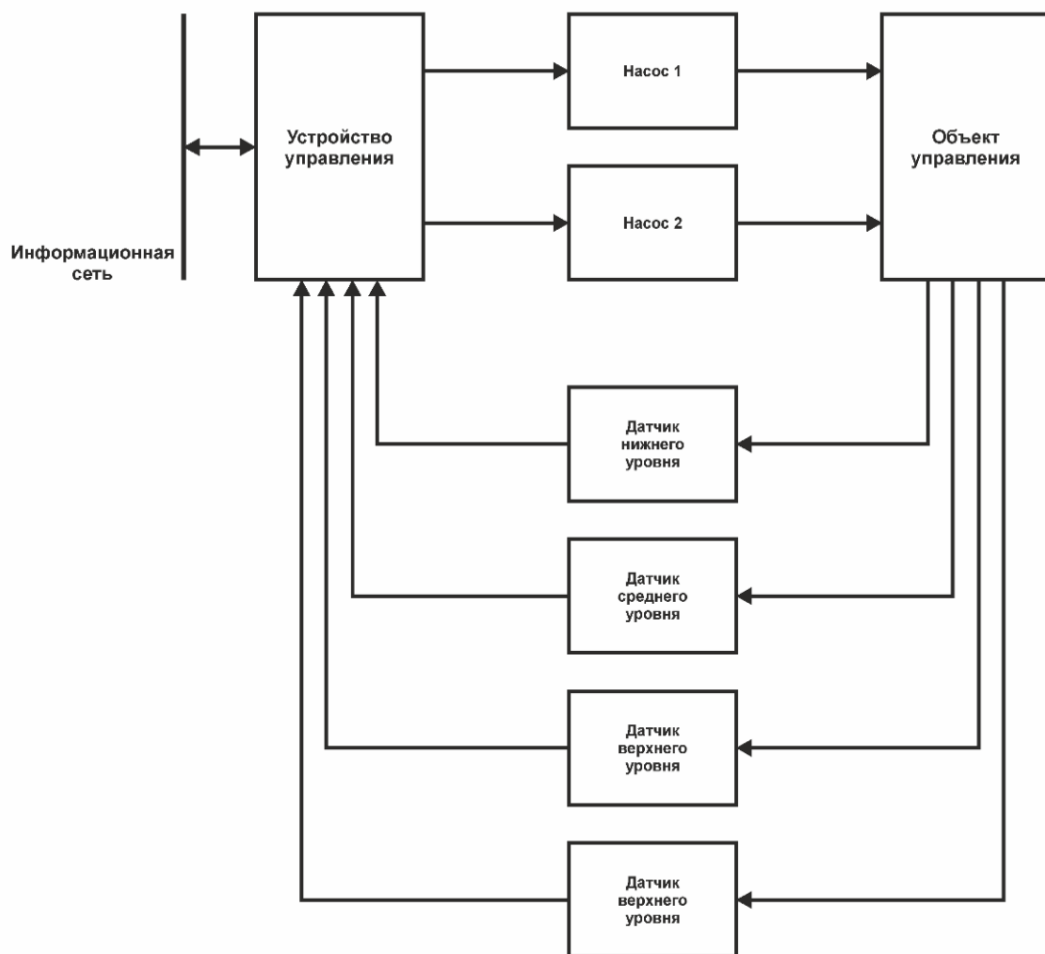 Насос 1
Устройство
управления
Объект
управления
Насос 2
Информационная
сеть
Датчик
нижнего
уровня
Датчик
среднего
уровня
Датчик
верхнего
уровня
Датчик
верхнего
уровня